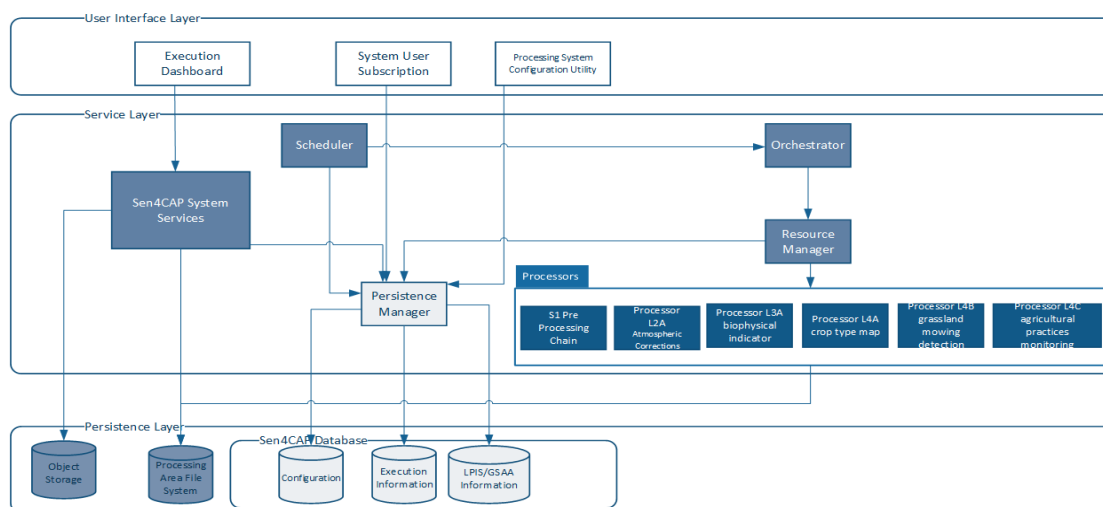 User Interface Layer
Execution
Dashboard
System User
Subscription
Processing System
Configuration Utility
Service Layer
Scheduler
Orchestrator
Sen4CAP System
Services
Resource
Manager
Persistence
Manager
Processors
S1 Pre
Processing
Chain
Processor
L2A
Atmospheric
Corrections
Processor L3A
biophysical
indicator
Processor L4A
crop type map
Processor L4B
grassland
mowing
detection
Processor L4C
agricultural
practices
monitoring
Persistence Layer
Sen4CAP Database
Object
Storage
Processing
Area File
System
Configuration
Execution
Information
LPIS/GSAA
Information